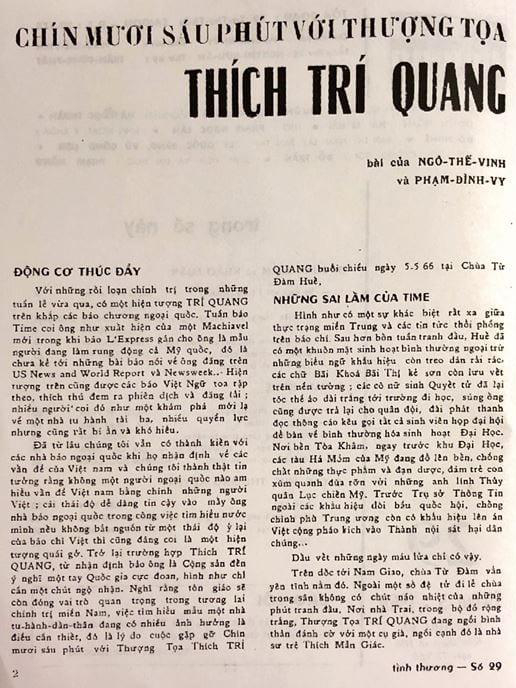 CHÍN MƯƠI SÁU PHÚT VỚI THƯỢNG TỌA
THÍCH TRÍ QUANG
bài của NGÔ-THẾ-VINH
và PHẠM-ĐÌNH-VY
ĐỘNG CƠ THÚC ĐẨY
Với những rối loạn chính trị trong những
tuần lễ vừa qua, có một hiện tượng TRÍ QUANG
trên khắp các báo chương ngoại quốc. Tuần báo
Time coi ông như xuất hiện của một Machiavel
mới trong khi báo L'Express gán cho ông là mẫu
người đang làm rung động cả Mỹ quốc, đó là
chưa kể tới những bài báo nói về ông đăng trên
US News and World Report và Newsweek... Hiện
tượng trên cũng được các báo Việt Ngữ toa rập
theo, thích thú đem ra phiên dịch và đăng tải ;
nhiều người coi đó như một khám phá mới lạ
về một nhà tu hành tài ba, nhiều quyền lực
nhưng cũng rất bí ẩn và khó hiểu.
Đã từ lâu chúng tôi vẫn có thành kiến với
các nhà báo ngoại quốc khi họ nhận định về các
vấn đề của Việt nam và chúng tôi thành thật tin
tưởng rằng không một người ngoại quốc nào am
hiểu vấn đề Việt nam bằng chính những người
Việt ; cái thái độ dễ dàng tin cậy vào mấy ông
nhà báo ngoại quốc trong công việc tìm hiểu nước
mình nếu không bắt nguồn từ một thái độ ỷ lại
của báo chí Việt thì cũng đáng coi là một hiện
tượng quái gở. Trở lại trường hợp Thích TRÍ
QUANG, từ nhận định báo ông là Cộng sản đến
ý nghĩ một tay Quốc gia cực đoan, hình như chỉ
cần một chút ngộ nhận. Nghĩ rằng tôn giáo sẽ
còn đóng vai trò quan trọng trong tương lai
chính trị miền Nam, việc tìm hiểu mẫu một nhà
tu-hành-dấn-thân đang có nhiều ảnh hưởng là
điều cần thiết, đó là lý do cuộc gặp gỡ Chín
mươi sáu phút với Thượng Tọa Thích TRÍ
QUANG buổi chiều ngày 5.5 66 tại Chùa Từ
Đàm Huế,
NHỮNG SAI LẦM CỦA TIME
Hình như có một sự khác biệt rất xa giữa
thực trạng miền Trung và các tin tức thổi phồng
trên báo chí. Sau hơn bốn tuần tranh đấu, Huế đã
có một khuôn mặt sinh hoạt bình thường ngoại trừ
những biểu ngữ khẩu hiệu còn treo dán rải rác.
các chữ Bãi Khoá Bãi Thị kẻ sơn còn lưu vết
trên nền tường ; các cô nữ sinh Quyết tử đã lại
tóc thề áo dài trắng tới trường đi học, súng ống
cũng được trả lại cho quân đội, đài phát thanh
đọc thông cáo kêu gọi tất cả sinh viên họp đại hội
để bàn về bình thường hóa sinh hoạt Đại Học.
Nơi bến Tòa Khâm, ngay trước khu Đại Học,
các tàu Há Mồm của Mỹ đang đổ lên bến, chồng
chất những thực phẩm và đạn dược, đám trẻ con
xúm quanh đùa rỡn với những anh lính Thủy
quân Lục chiến Mỹ. Trước Trụ sở Thông Tin
ngoài các khẩu hiệu đòi bầu quốc hội, chống
chính phủ Trung ương còn có khẩu hiệu lên án
Việt cộng pháo kích vào Thành nội sát hại dân
chúng...
Dấu vết những ngày máu lửa chỉ có vậy.
Trên dốc tới Nam Giao, chùa Từ Đàm vẫn
yên tĩnh nằm đó. Ngoài một số đệ tử đi lễ chùa
trong sân không có chút náo nhiệt của những
phút tranh đấu. Nơi nhà Trai, trong bộ đồ rộng
trắng, Thượng Tọa TRÍ QUANG đang ngồi bình
thản đánh cờ với một cụ già, ngồi cạnh đó là nhà
sư trẻ Thích Mẫn Giác.
2
tình thương — Số 29
trong số này